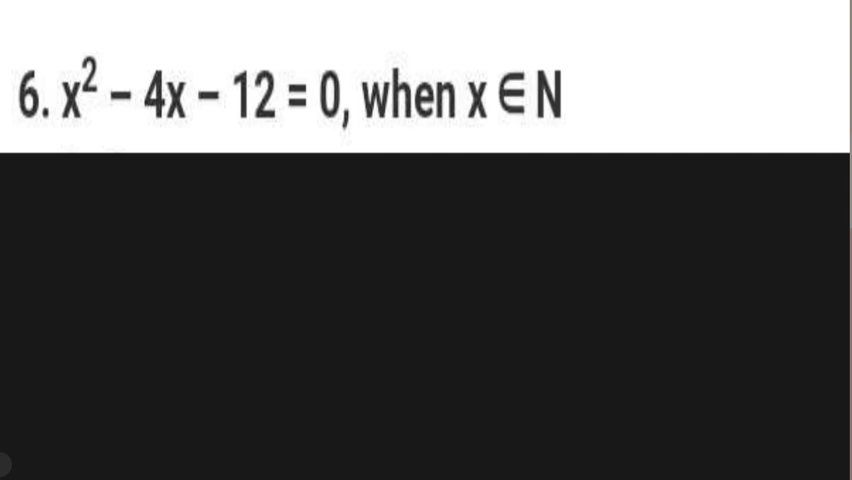 6. x² – 4x – 12 = 0, when x ∈ N